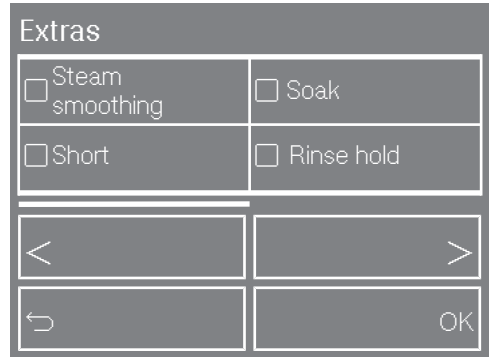 Extras
Steam
smoothing
Soak
Short
Rinse hold
<
>
OK